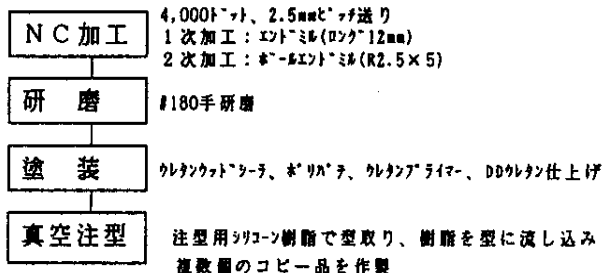 NC加工
4,000ﾄﾞｯﾄ、2.5mmﾋﾟｯﾁ送り
1次加工：ｴﾝﾄﾞﾐﾙ(ﾛﾝｸﾞ12mm)
2次加工：ﾎﾞｰﾙｴﾝﾄﾞﾐﾙ(R2.5×5)
研磨
#180手研磨
塗装
ｳﾚﾀﾝｳｯﾄﾞｼｰﾗ、ﾎﾟﾘﾊﾟﾃ、ｳﾚﾀﾝﾌﾟﾗｲﾏｰ、DDｳﾚﾀﾝ仕上げ
真空注型
注型用ｼﾘｺｰﾝ樹脂で型取り、樹脂を型に流し込み
複数個のコピー品を作製